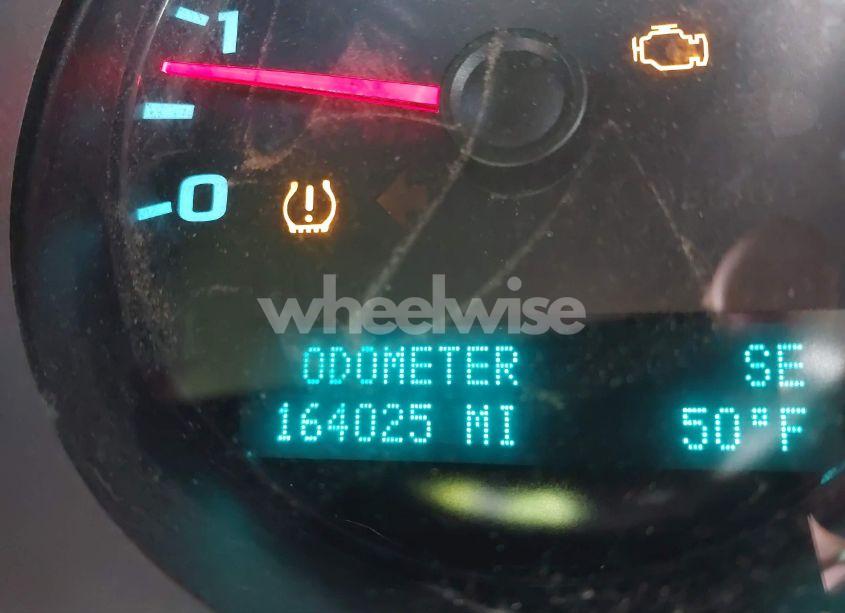 1
0
wheelwise
ODOMETER SE
164025 MI 50°F